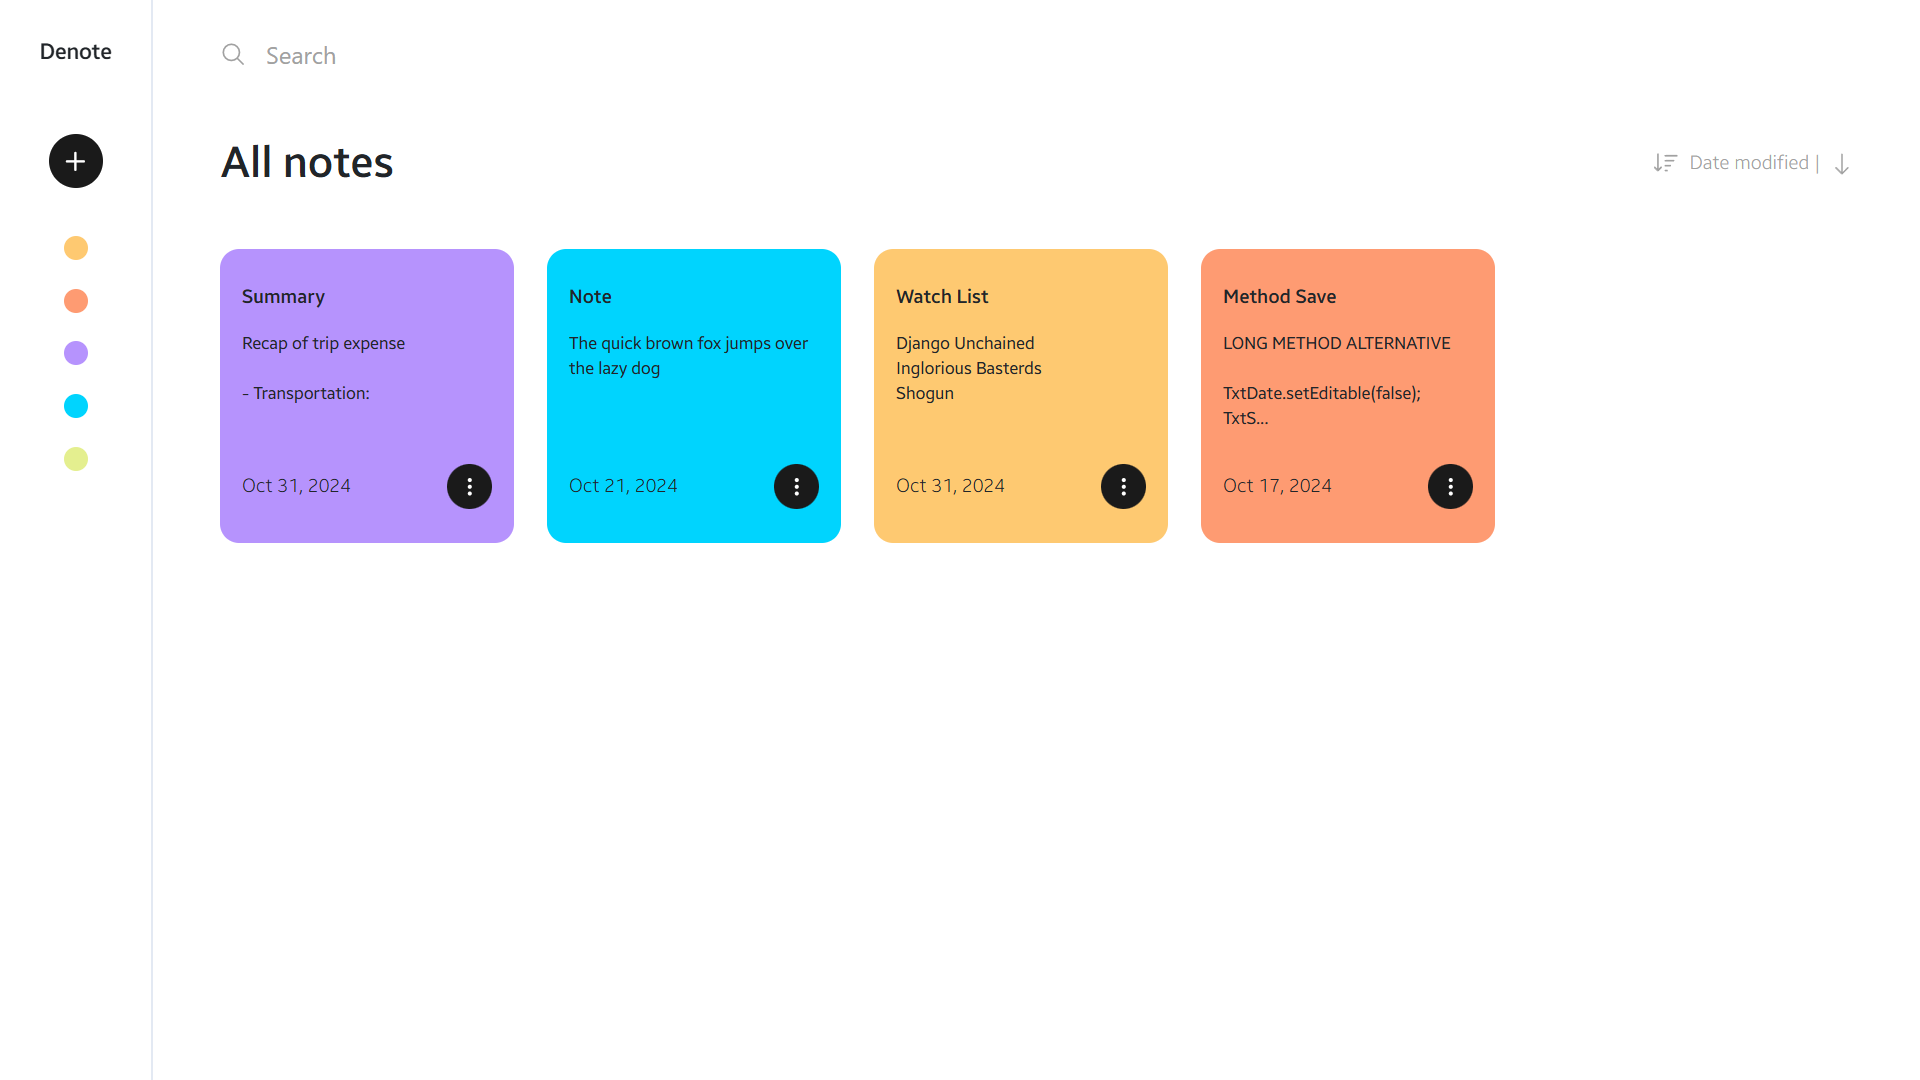 Denote
Search
All notes
Date modified |
Summary
Recap of trip expense
- Transportation:
Oct 31, 2024
Note
The quick brown fox jumps over
the lazy dog
Oct 21, 2024
Watch List
Django Unchained
Inglorious Basterds
Shogun
Oct 31, 2024
Method Save
LONG METHOD ALTERNATIVE
TxtDate.setEditable(false);
TxtS...
Oct 17, 2024